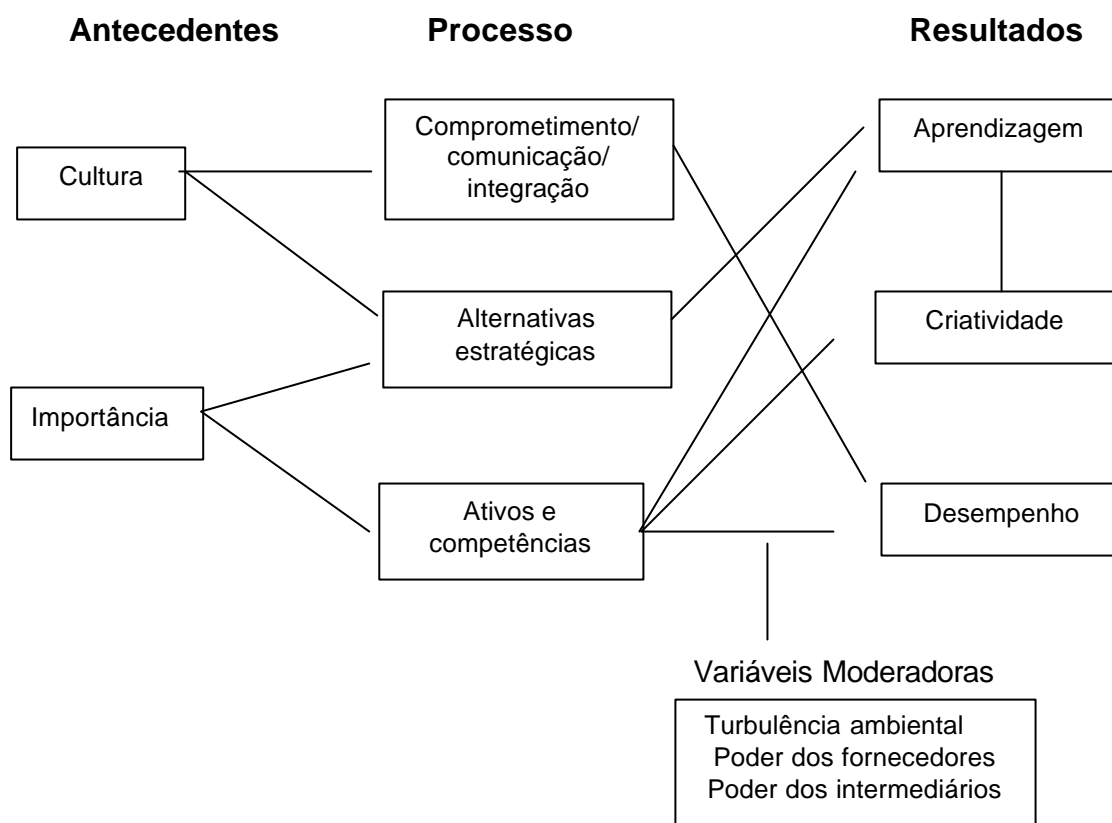 Antecedentes
Processo
Resultados
Comprometimento/
comunicação/
integração
Aprendizagem
Cultura
Alternativas
estratégicas
Criatividade
Importância
Ativos e
competências
Desempenho
Variáveis Moderadoras
Turbulência ambiental
Poder dos fornecedores
Poder dos intermediários